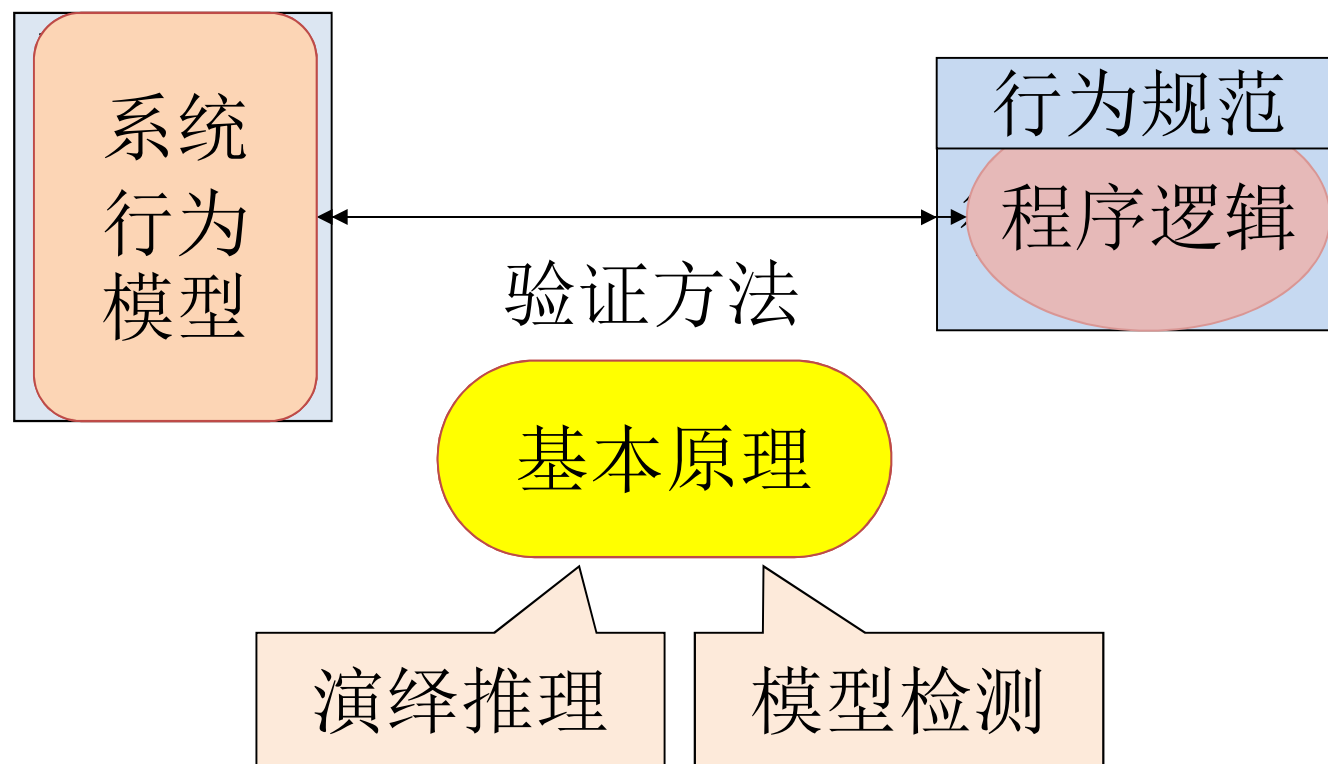 系统
行为
模型
行为规范
程序逻辑
验证方法
基本原理
演绎推理
模型检测